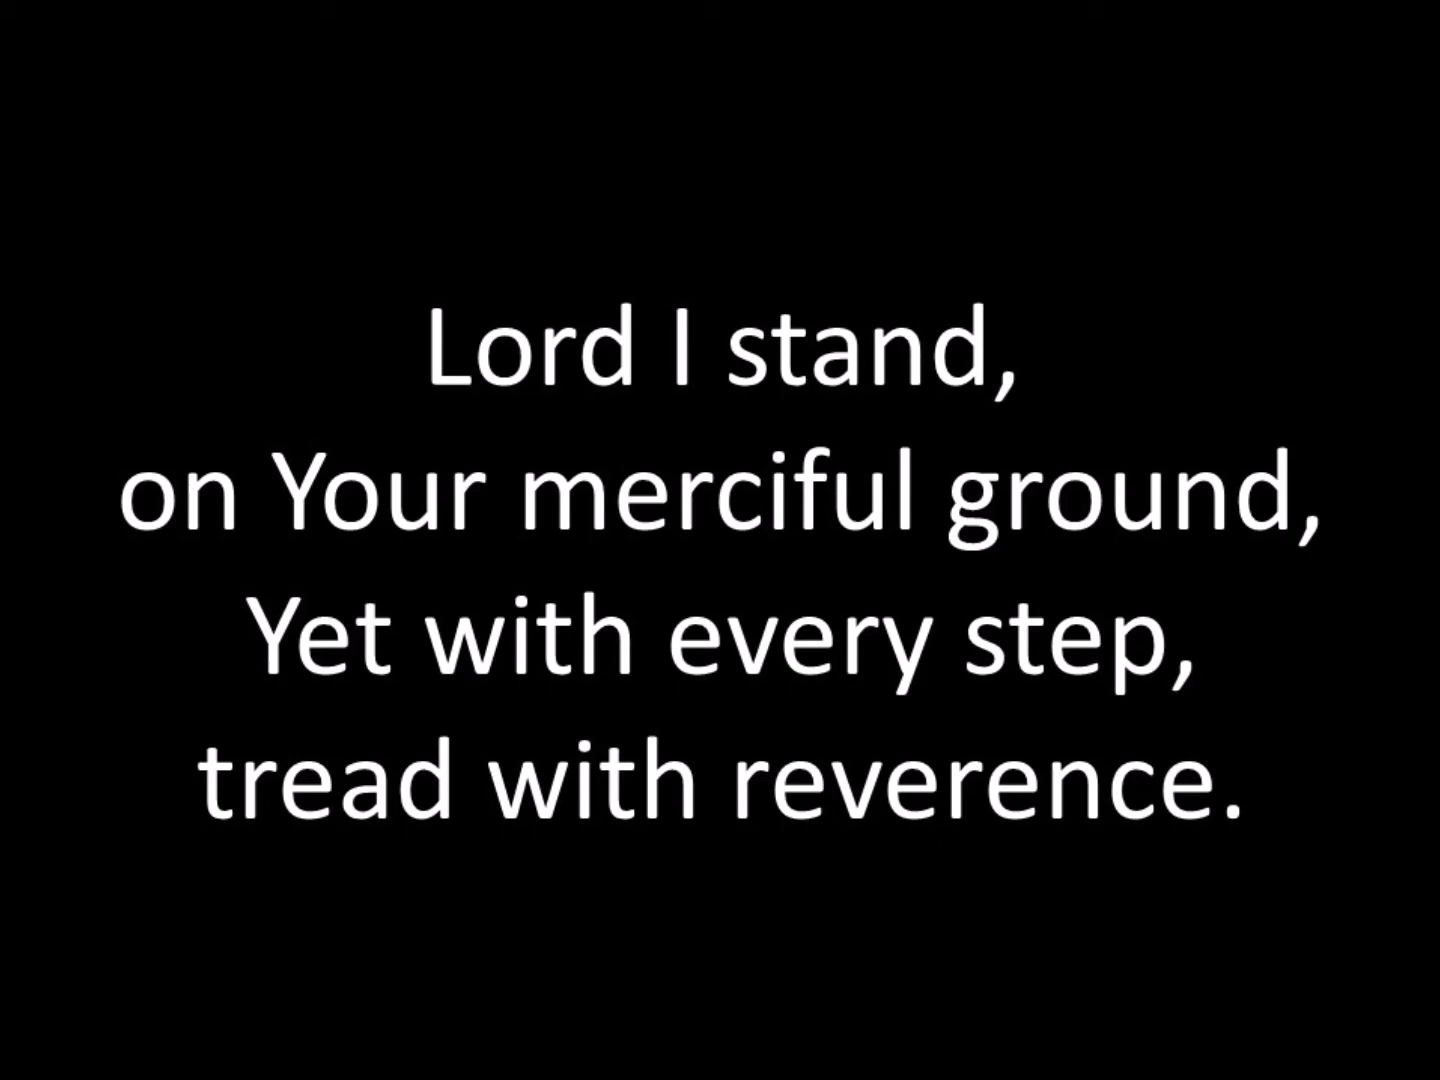 Lord I stand,
on Your merciful ground,
Yet with every step,
tread with reverence.